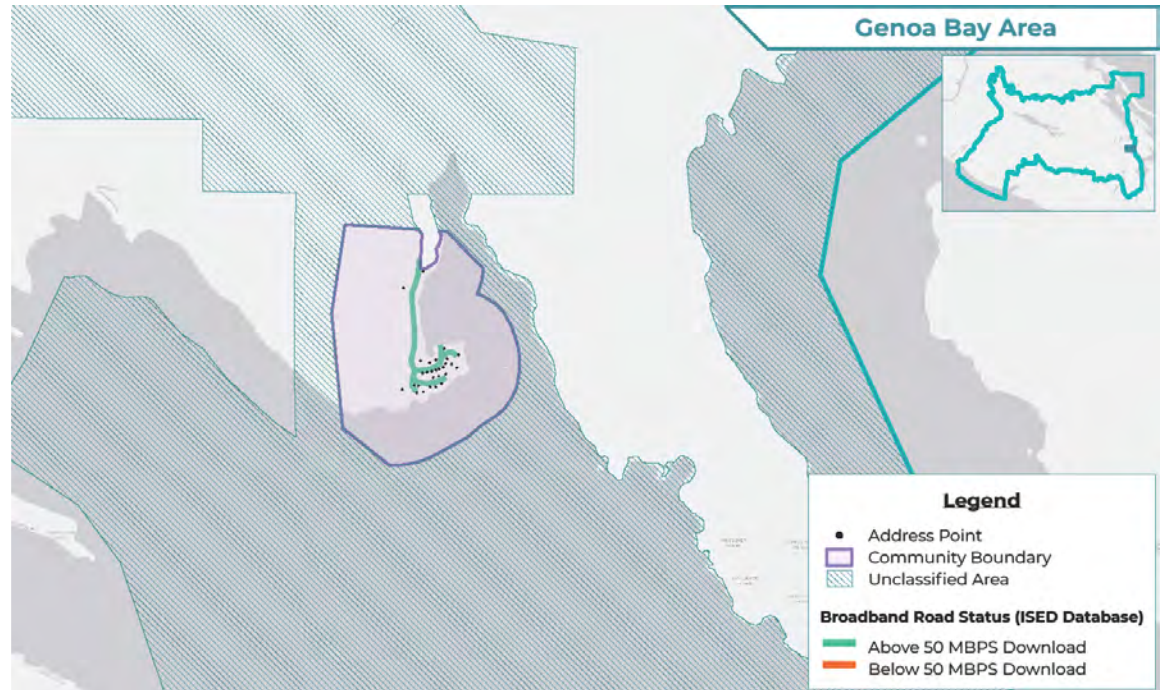 Genoa Bay Area
Legend
Address Point
Community Boundary
Unclassified Area
Broadband Road Status (ISED Database)
Above 50 MBPS Download
Below 50 MBPS Download